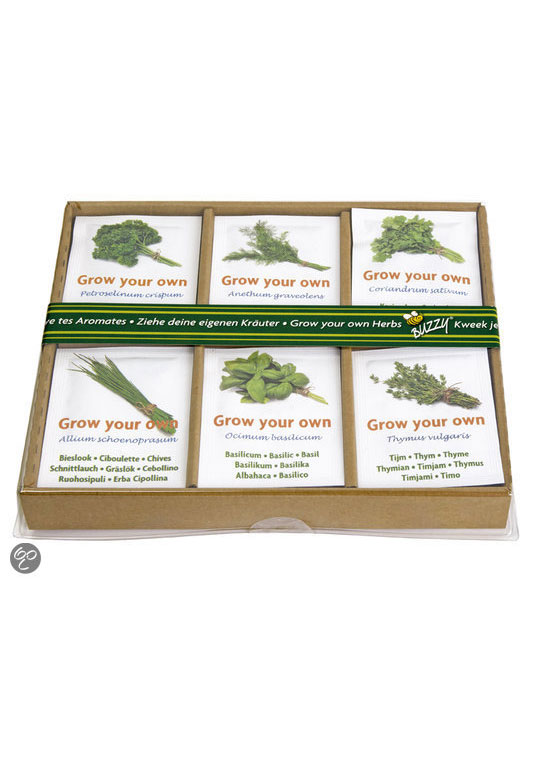 Grow your own
Petroselinum crispum
Grow your own
Anethum graveolens
Grow your own
Coriandrum sativum
ve tes Aromates • Ziehe deine eigenen Kräuter • Grow your own Herbs BUZZY® Kweek je
Grow your own
Allium schoenoprasum
Bieslook • Ciboulette • Chives
Schnittlauch • Gräslök • Cebollino
Ruohosipuli • Erba Cipollina
Grow your own
Ocimum basilicum
Basilicum • Basilic • Basil
Basilikum • Basilika
Albahaca • Basilico
Grow your own
Thymus vulgaris
Tijm • Thym • Thyme
Thymian • Timjam • Thymus
Timjami • Timo